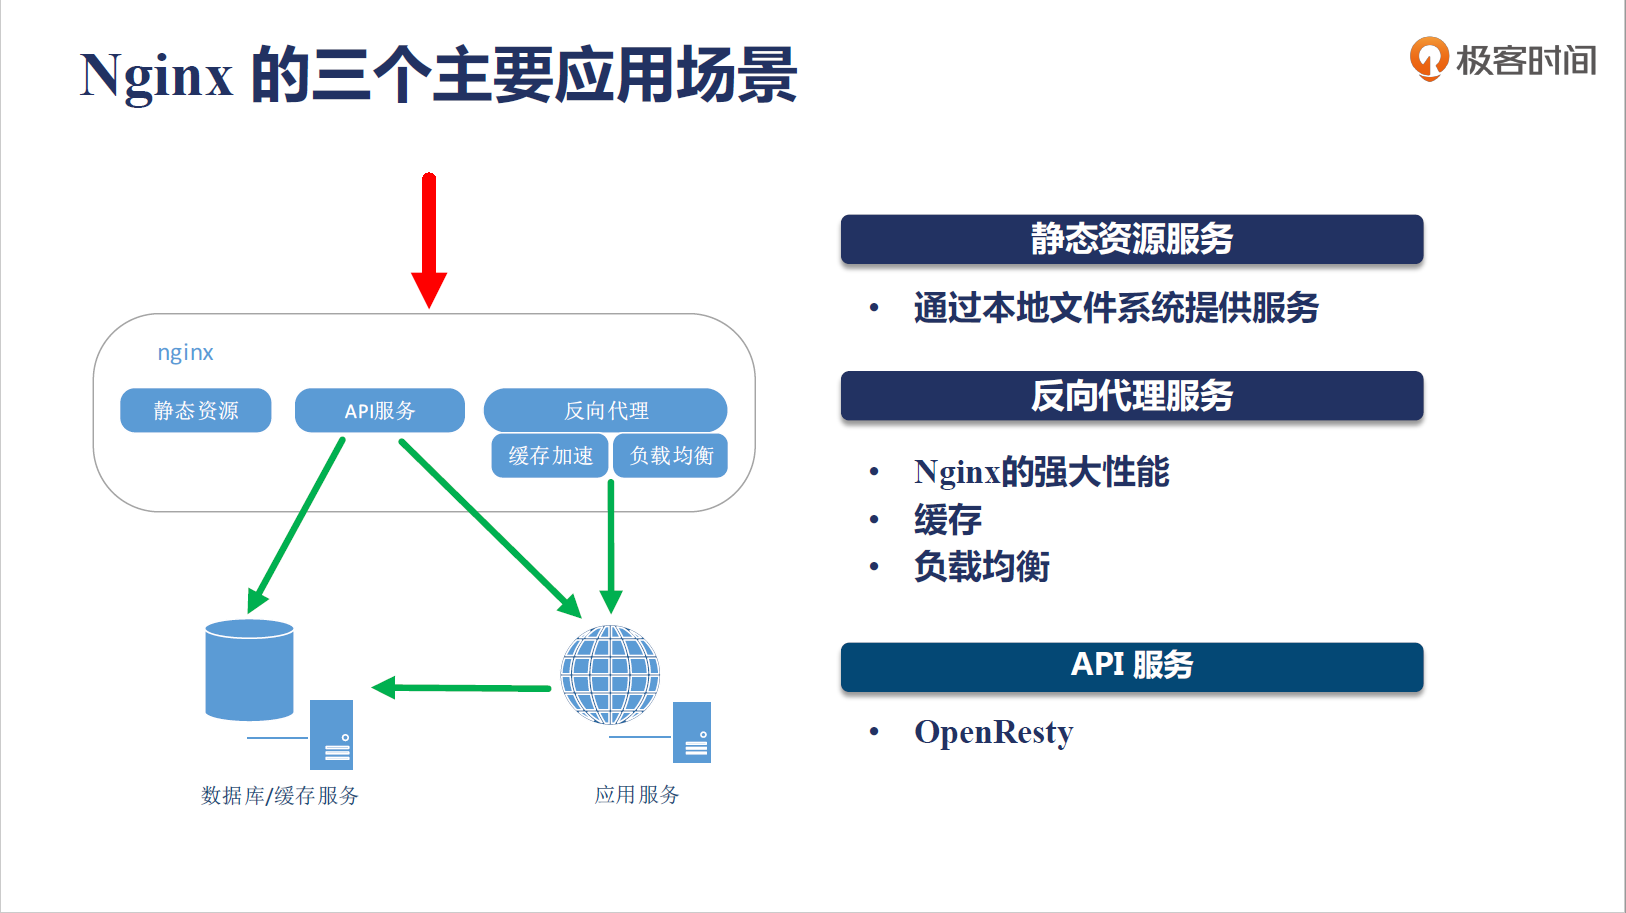 Nginx 的三个主要应用场景
极客时间
nginx
静态资源
API服务
反向代理
缓存加速
负载均衡
数据库/缓存服务
应用服务
静态资源服务
• 通过本地文件系统提供服务
反向代理服务
• Nginx的强大性能
• 缓存
• 负载均衡
API 服务
• OpenResty